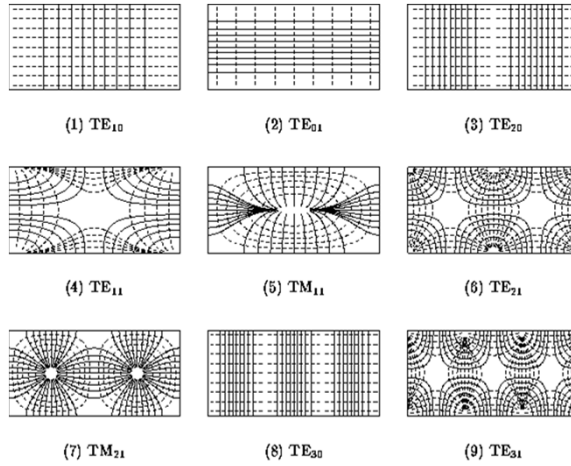 (1) TE₁₀
(2) TE₀₁
(3) TE₂₀
(4) TE₁₁
(5) TM₁₁
(6) TE₂₁
(7) TM₂₁
(8) TE₃₀
(9) TE₃₁